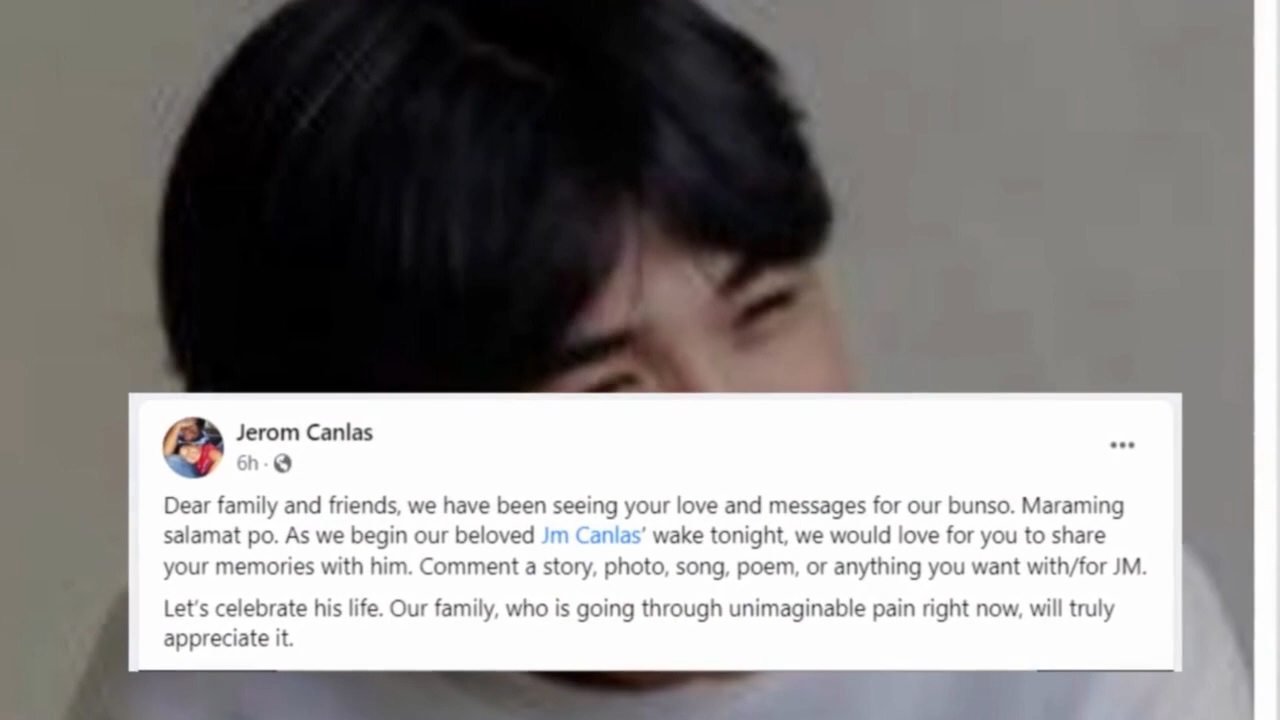 Jerom Canlas
6h ·
Dear family and friends, we have been seeing your love and messages for our bunso. Maraming
salamat po. As we begin our beloved Jm Canlas' wake tonight, we would love for you to share
your memories with him. Comment a story, photo, song, poem, or anything you want with/for JM.
Let's celebrate his life. Our family, who is going through unimaginable pain right now, will truly
appreciate it.